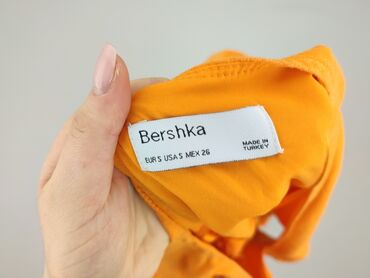 Bershka
EUR S USA S MEX 26
MADE IN
TURKEY